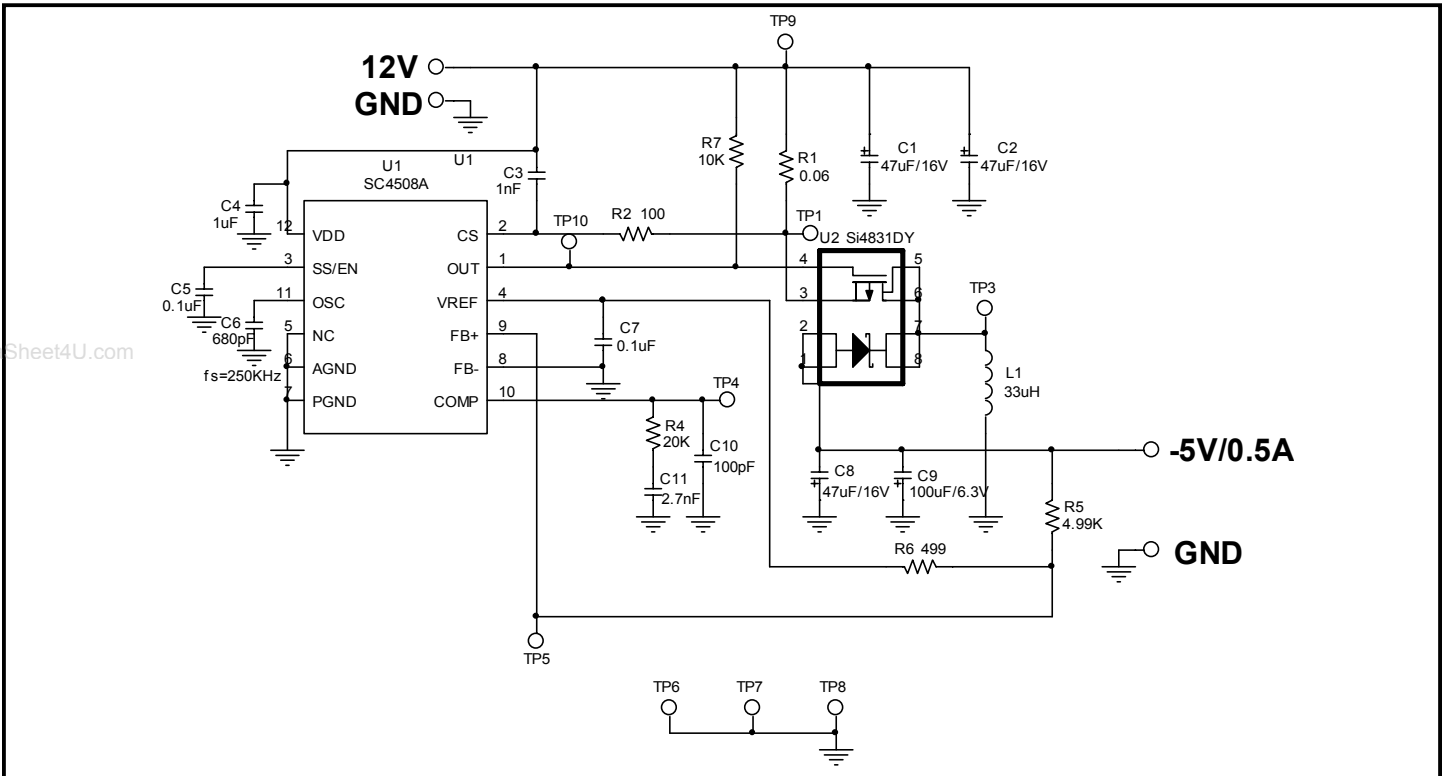 TP9
12V
GND
R7
10K
R1
0.06
C1
47uF/16V
C2
47uF/16V
U1
U1
SC4508A
C3
1nF
C4
1uF
TP10
R2 100
TP1
U2 Si4831DY
12 VDD
CS 2
3 SS/EN
OUT 1
11 OSC
VREF 4
5 NC
FB+ 9
6 AGND
FB- 8
7 PGND
COMP 10
C5
0.1uF
C6
680pF
fs=250KHz
C7
0.1uF
4
3
2
1
5
6
7
8
TP3
L1
33uH
TP4
R4
20K
C10
100pF
C11
2.7nF
-5V/0.5A
C8
47uF/16V
C9
100uF/6.3V
R5
4.99K
R6 499
GND
TP5
TP6
TP7
TP8
Sheet4U.com